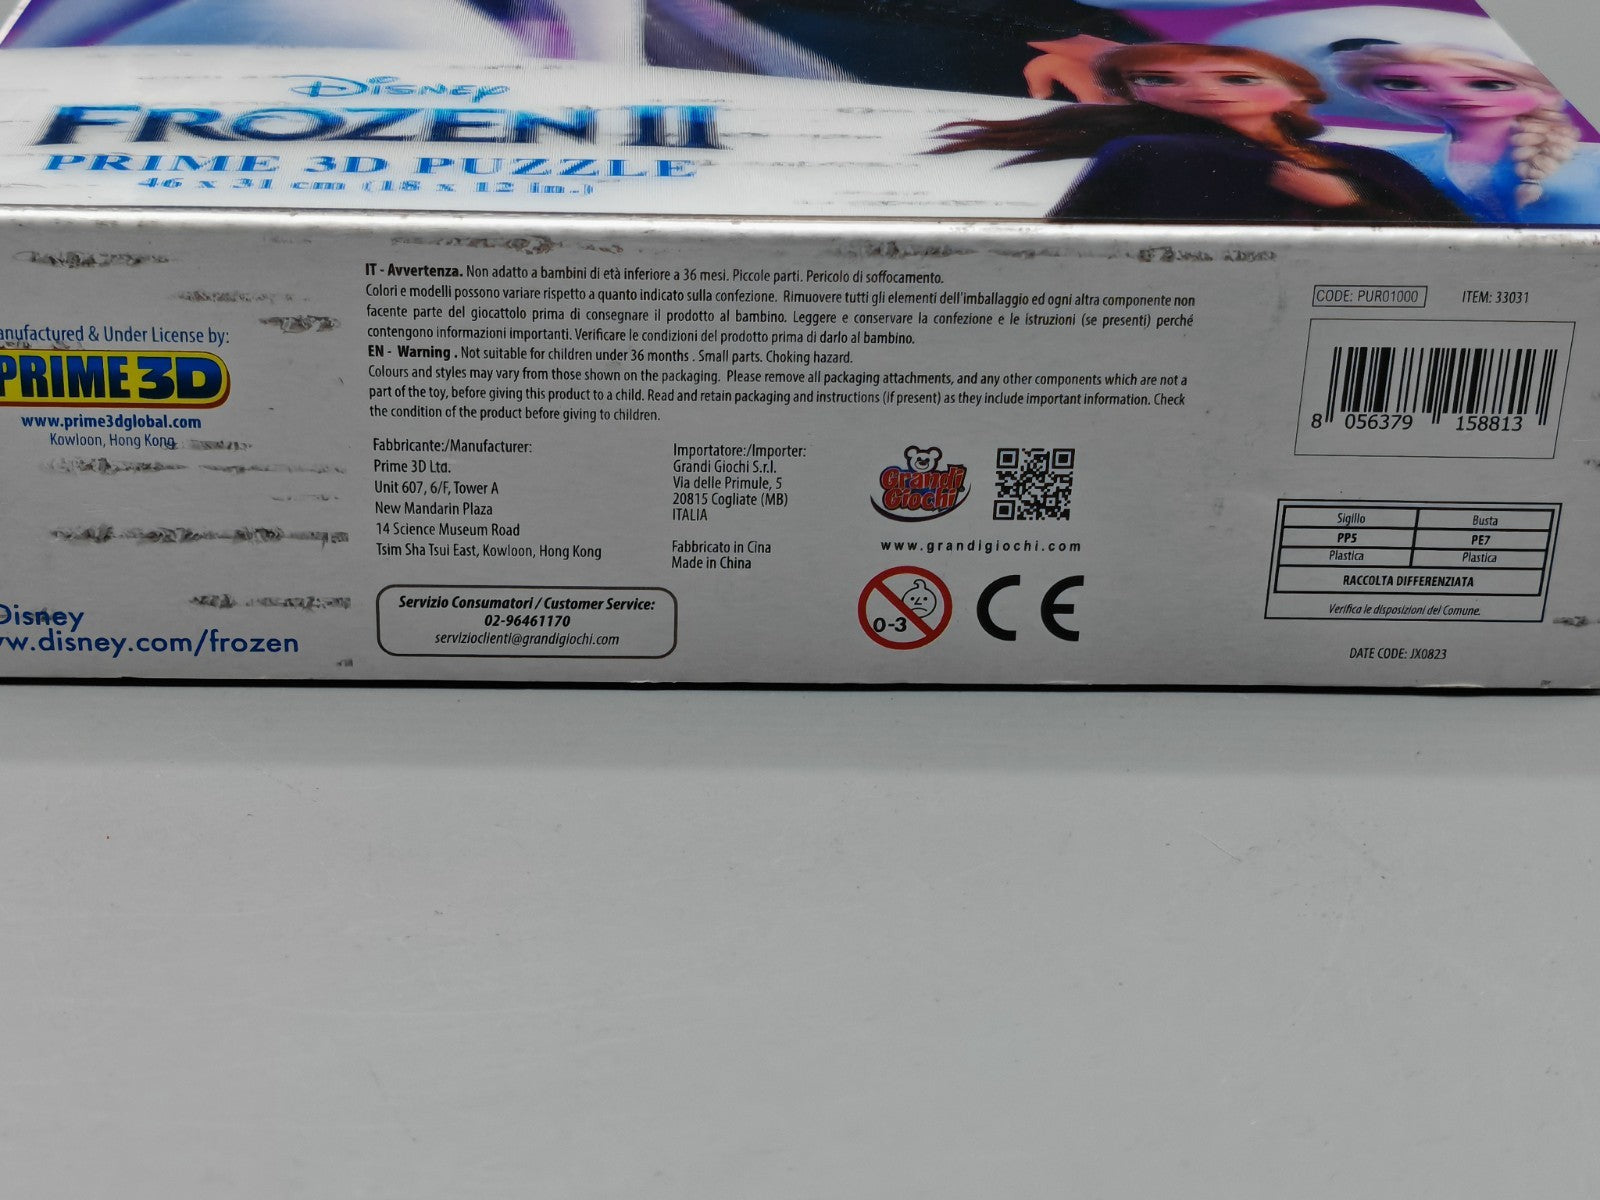 Disney
FROZEN II
PRIME 3D PUZZLE
46 x 31 cm (18 x 12 in.)
IT - Avvertenza. Non adatto a bambini di età inferiore a 36 mesi. Piccole parti. Pericolo di soffocamento.
Colori e modelli possono variare rispetto a quanto indicato sulla confezione. Rimuovere tutti gli elementi dell'imballaggio ed ogni altra componente non
facente parte del giocattolo prima di consegnare il prodotto al bambino. Leggere e conservare la confezione e le istruzioni (se presenti) perché
contengono informazioni importanti. Verificare le condizioni del prodotto prima di darlo al bambino.
EN - Warning . Not suitable for children under 36 months . Small parts. Choking hazard.
Colours and styles may vary from those shown on the packaging. Please remove all packaging attachments, and any other components which are not a
part of the toy, before giving this product to a child. Read and retain packaging and instructions (if present) as they include important information. Check
the condition of the product before giving to children.
anufactured & Under License by:
PRIME 3D
www.prime3dglobal.com
Kowloon, Hong Kong
Disney
w.disney.com/frozen
Fabbricante:/Manufacturer:
Prime 3D Ltd.
Unit 607, 6/F, Tower A
New Mandarin Plaza
14 Science Museum Road
Tsim Sha Tsui East, Kowloon, Hong Kong
Importatore:/Importer:
Grandi Giochi S.r.l.
Via delle Primule, 5
20815 Cogliate (MB)
ITALIA
Fabbricato in Cina
Made in China
Servizio Consumatori / Customer Service:
02-96461170
servizioclienti@grandigiochi.com
Grandi
Giochi
www.grandigiochi.com
0-3
CE
CODE: PUR01000 ITEM: 33031
8 056379 158813
Sigillo Busta
PP5 PE7
Plastica Plastica
RACCOLTA DIFFERENZIATA
Verifica le disposizioni del Comune.
DATE CODE: JX0823